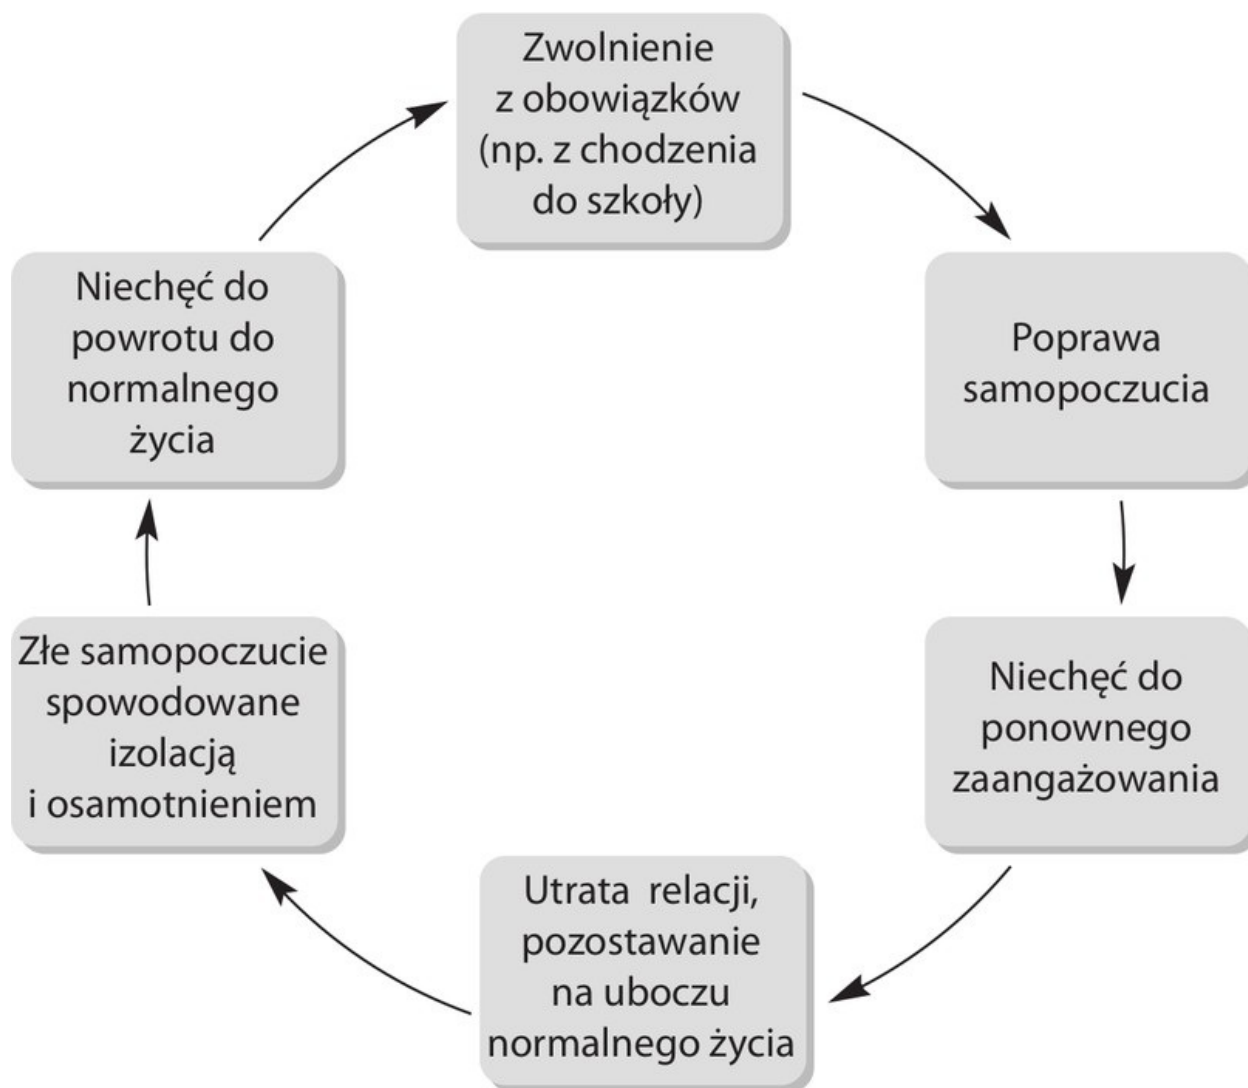 Zwolnienie
z obowiązków
(np. z chodzenia
do szkoły)
Poprawa
samopoczucia
Niechęć do
ponownego
zaangażowania
Utrata relacji,
pozostawanie
na uboczu
normalnego życia
Złe samopoczucie
spowodowane
izolacją
i osamotnieniem
Niechęć do
powrotu do
normalnego
życia